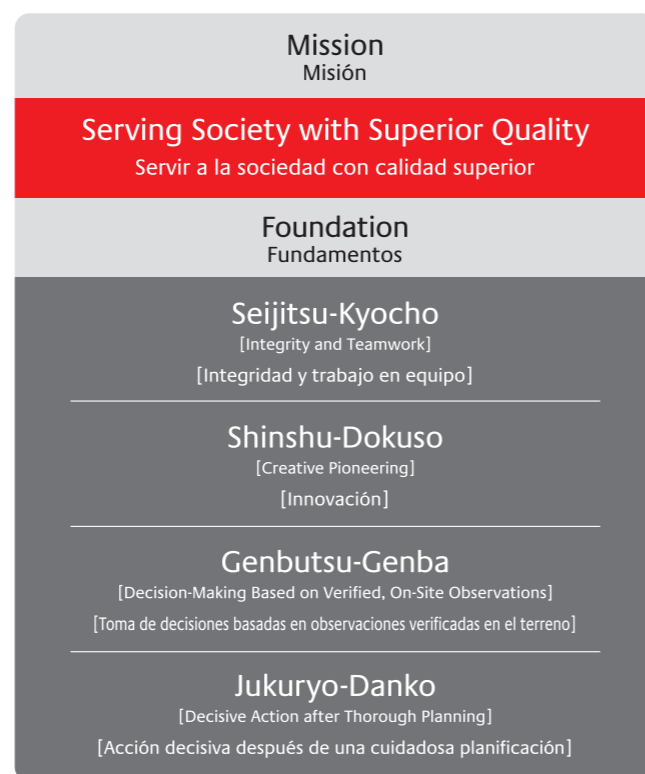 Mission
Misión
Serving Society with Superior Quality
Servir a la sociedad con calidad superior
Foundation
Fundamentos
Seijitsu-Kyocho
[Integrity and Teamwork]
[Integridad y trabajo en equipo]
Shinshu-Dokuso
[Creative Pioneering]
[Innovación]
Genbutsu-Genba
[Decision-Making Based on Verified, On-Site Observations]
[Toma de decisiones basadas en observaciones verificadas en el terreno]
Jukuryo-Danko
[Decisive Action after Thorough Planning]
[Acción decisiva después de una cuidadosa planificación]